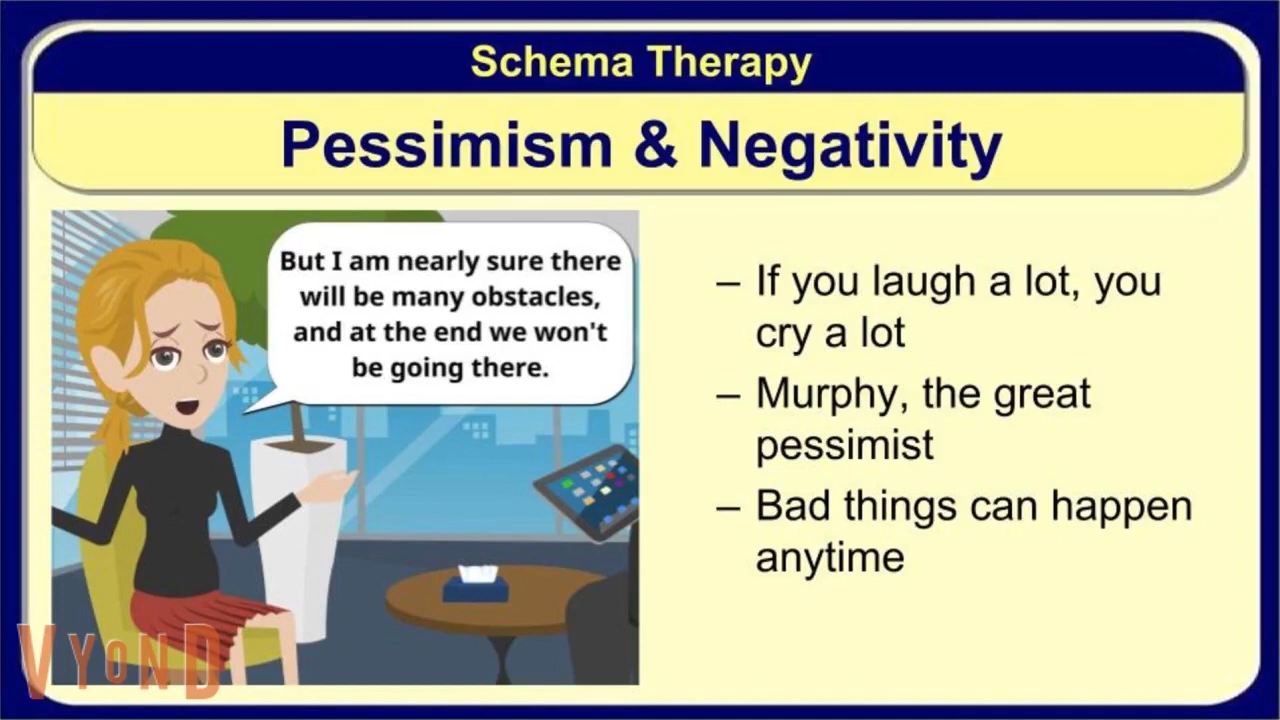 Schema Therapy
Pessimism & Negativity
But I am nearly sure there
will be many obstacles,
and at the end we won't
be going there.
– If you laugh a lot, you
cry a lot
– Murphy, the great
pessimist
– Bad things can happen
anytime
VYOND